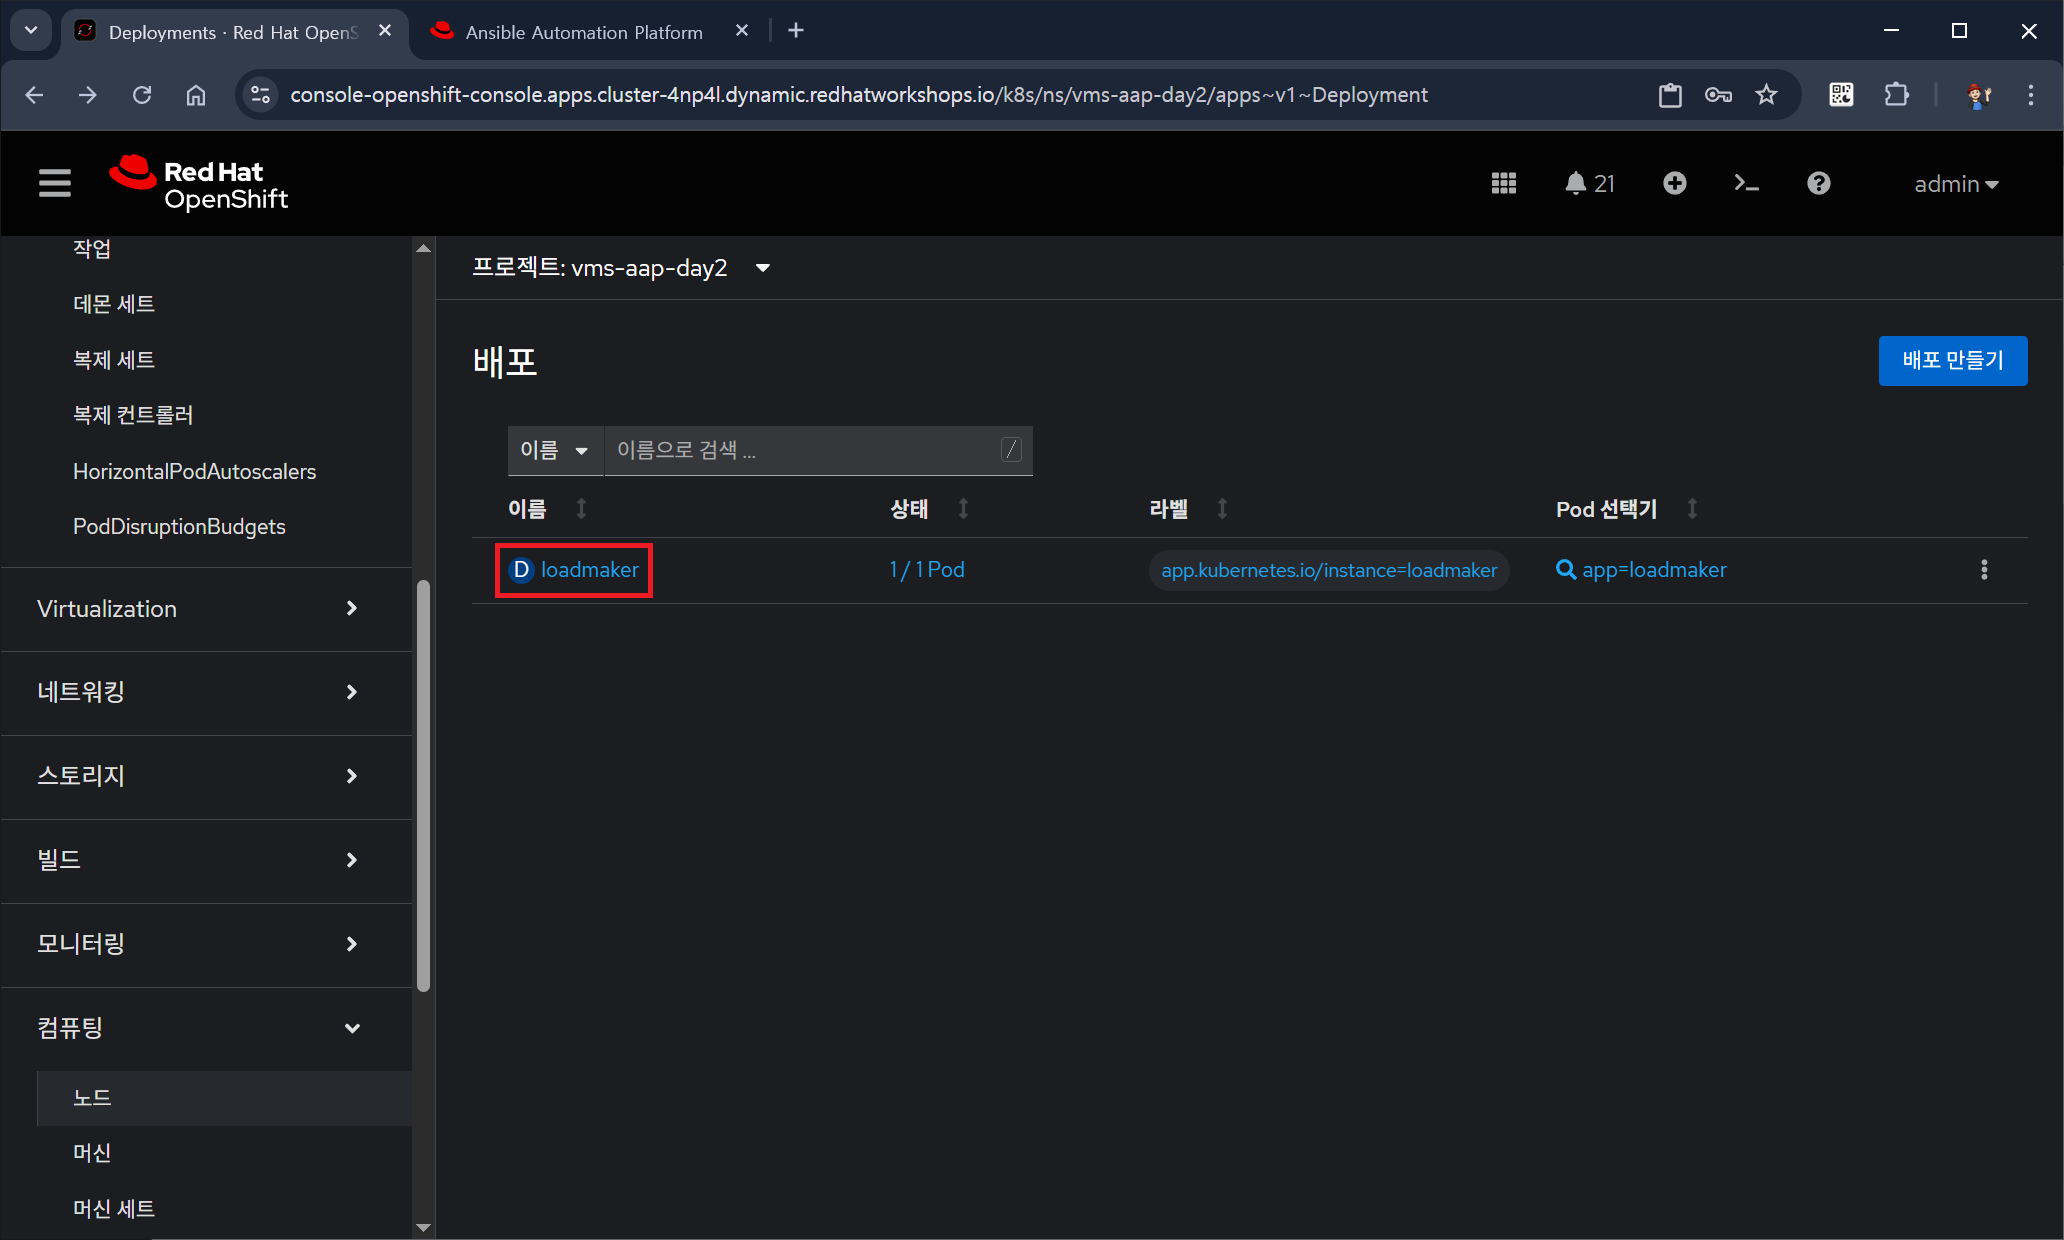 Deployments · Red Hat OpenS
Ansible Automation Platform
console-openshift-console.apps.cluster-4np4l.dynamic.redhatworkshops.io/k8s/ns/vms-aap-day2/apps~v1~Deployment
Red Hat
OpenShift
21
admin
작업
데몬 세트
복제 세트
복제 컨트롤러
HorizontalPodAutoscalers
PodDisruptionBudgets
Virtualization
네트워킹
스토리지
빌드
모니터링
컴퓨팅
노드
머신
머신 세트
프로젝트: vms-aap-day2
배포
배포 만들기
이름
이름으로 검색 ...
/
이름 상태 라벨 Pod 선택기
D loadmaker 1 / 1 Pod app.kubernetes.io/instance=loadmaker app=loadmaker